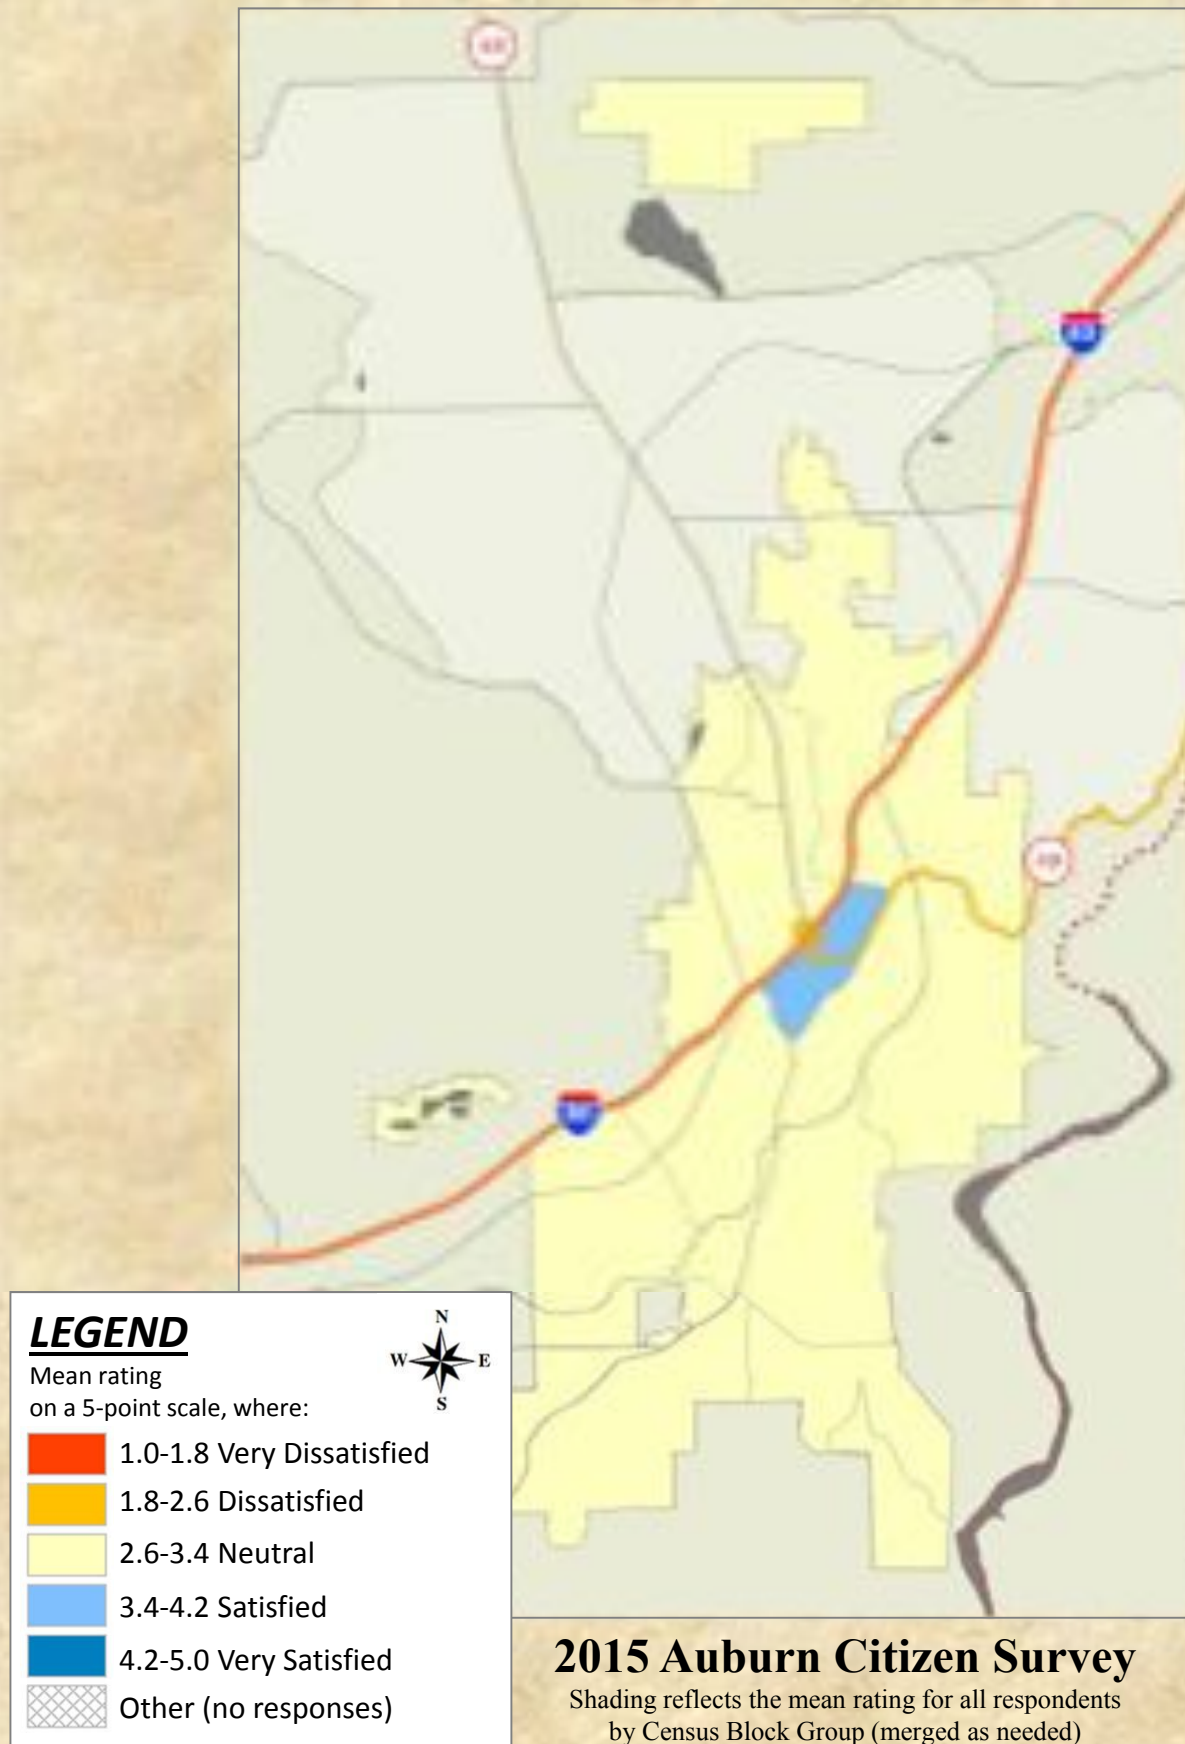 LEGEND
Mean rating
on a 5-point scale, where:
N
W
E
S
1.0-1.8 Very Dissatisfied
1.8-2.6 Dissatisfied
2.6-3.4 Neutral
3.4-4.2 Satisfied
4.2-5.0 Very Satisfied
Other (no responses)
2015 Auburn Citizen Survey
Shading reflects the mean rating for all respondents
by Census Block Group (merged as needed)